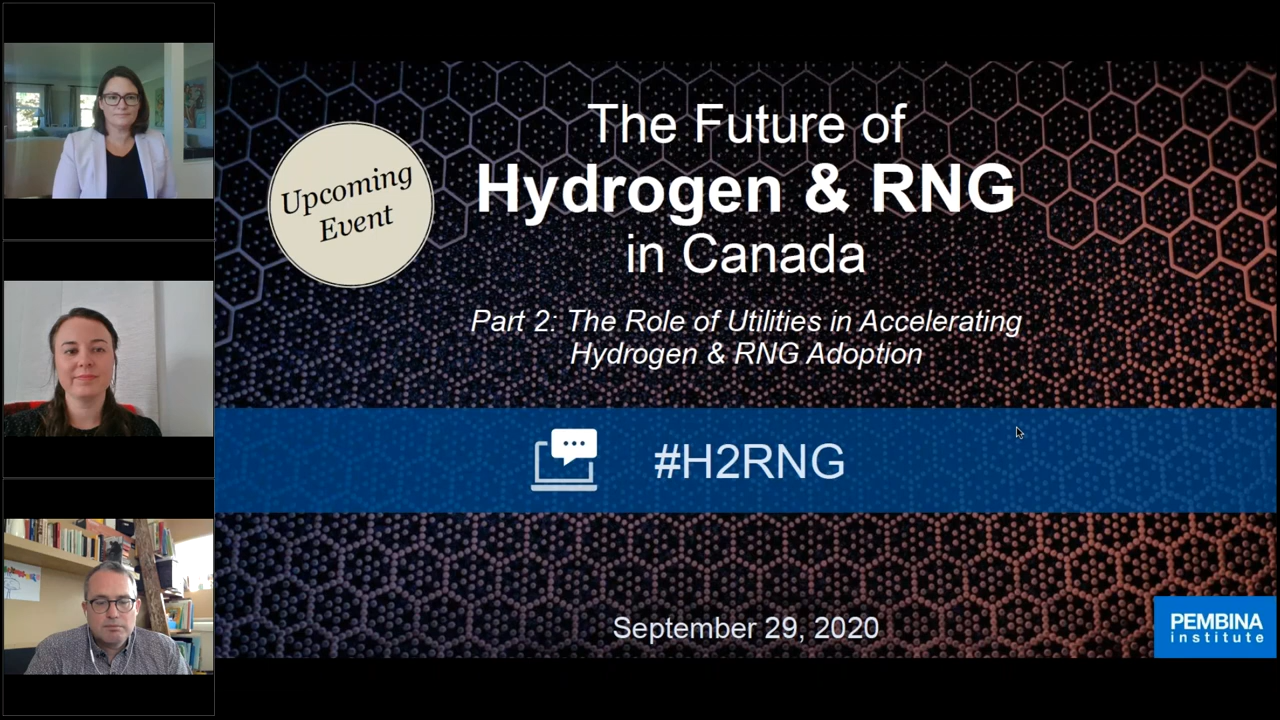 Upcoming
Event
The Future of
Hydrogen & RNG
in Canada
Part 2: The Role of Utilities in Accelerating
Hydrogen & RNG Adoption
#H2RNG
September 29, 2020
PEMBINA
institute